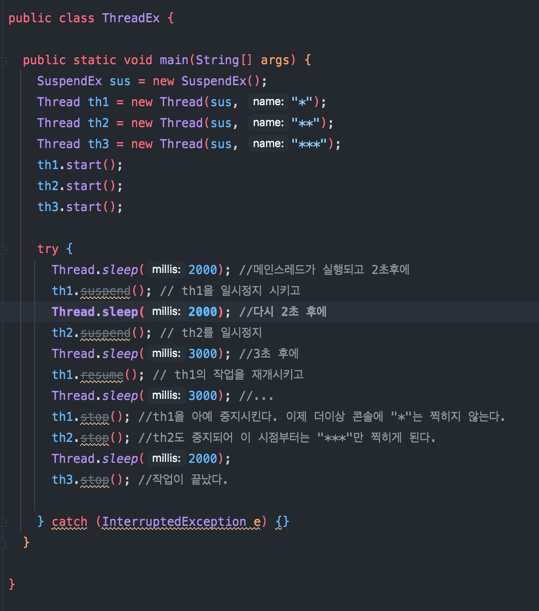 public class ThreadEx {
public static void main(String[] args) {
SuspendEx sus = new SuspendEx();
Thread th1 = new Thread(sus, name: "*");
Thread th2 = new Thread(sus, name: "**");
Thread th3 = new Thread(sus, name: "***");
th1.start();
th2.start();
th3.start();
try {
Thread.sleep( millis: 2000); //메인스레드가 실행되고 2초후에
th1.suspend(); // th1을 일시정지 시키고
Thread.sleep( millis: 2000); //다시 2초 후에
th2.suspend(); // th2를 일시정지
Thread.sleep( millis: 3000); //3초 후에
th1.resume(); // th1의 작업을 재개시키고
Thread.sleep( millis: 3000); //...
th1.stop(); //th1을 아예 중지시킨다. 이제 더이상 콘솔에 "*"는 찍히지 않는다.
th2.stop(); //th2도 중지되어 이 시점부터는 "***"만 찍히게 된다.
Thread.sleep( millis: 2000);
th3.stop(); //작업이 끝났다.
} catch (InterruptedException e) {}
}
}